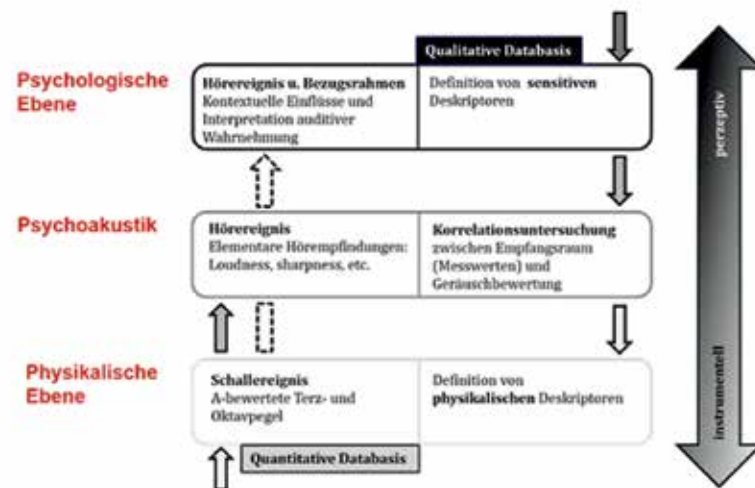 Qualitative Databasis
Psychologische
Ebene
Hörereignis u. Bezugsrahmen
Kontextuelle Einflüsse und
Interpretation auditiver
Wahrnehmung
Definition von sensitiven
Deskriptoren
perzeptiv
Psychoakustik
Hörereignis
Elementare Hörempfindungen:
Loudness, sharpness, etc.
Korrelationsuntersuchung
zwischen Empfangsraum
(Messwerten) und
Geräuschbewertung
Physikalische
Ebene
Schallereignis
A-bewertete Terz- und
Oktavpegel
Definition von
physikalischen Deskriptoren
instrumentell
Quantitative Databasis